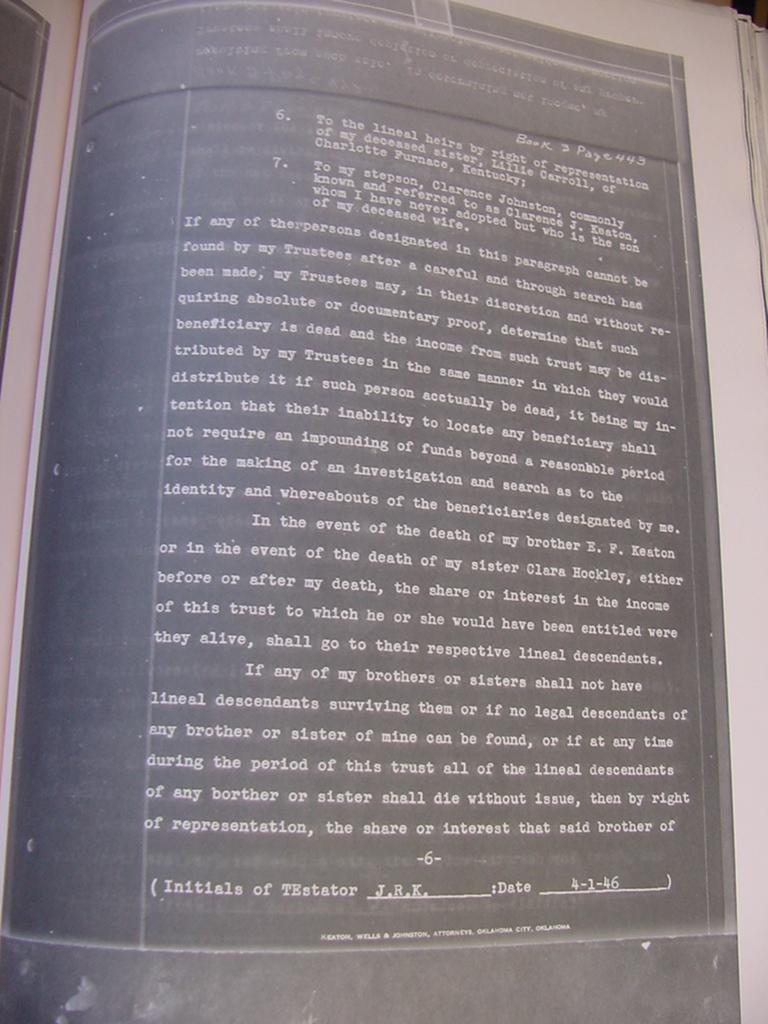 Book 3 Page 443
6. To the lineal heirs by right of representation
of my deceased sister, Lillie Carroll, of
Charlotte Furnace, Kentucky;
7. To my stepson, Clarence Johnston, commonly
known and referred to as Clarence J. Keaton,
whom I have never adopted but who is the son
of my deceased wife.
If any of thepersons designated in this paragraph cannot be
found by my Trustees after a careful and through search had
been made, my Trustees may, in their discretion and without re-
quiring absolute or documentary proof, determine that such
beneficiary is dead and the income from such trust may be dis-
tributed by my Trustees in the same manner in which they would
distribute it if such person acctually be dead, it being my in-
tention that their inability to locate any beneficiary shall
not require an impounding of funds beyond a reasonbble period
for the making of an investigation and search as to the
identity and whereabouts of the beneficiaries designated by me.
In the event of the death of my brother E. F. Keaton
or in the event of the death of my sister Clara Hockley, either
before or after my death, the share or interest in the income
of this trust to which he or she would have been entitled were
they alive, shall go to their respective lineal descendants.
If any of my brothers or sisters shall not have
lineal descendants surviving them or if no legal descendants of
any brother or sister of mine can be found, or if at any time
during the period of this trust all of the lineal descendants
of any borther or sister shall die without issue, then by right
of representation, the share or interest that said brother of
-6-
(Initials of TEstator J.R.K. :Date 4-1-46 )
KEATON, WELLS & JOHNSTON, ATTORNEYS, OKLAHOMA CITY, OKLAHOMA